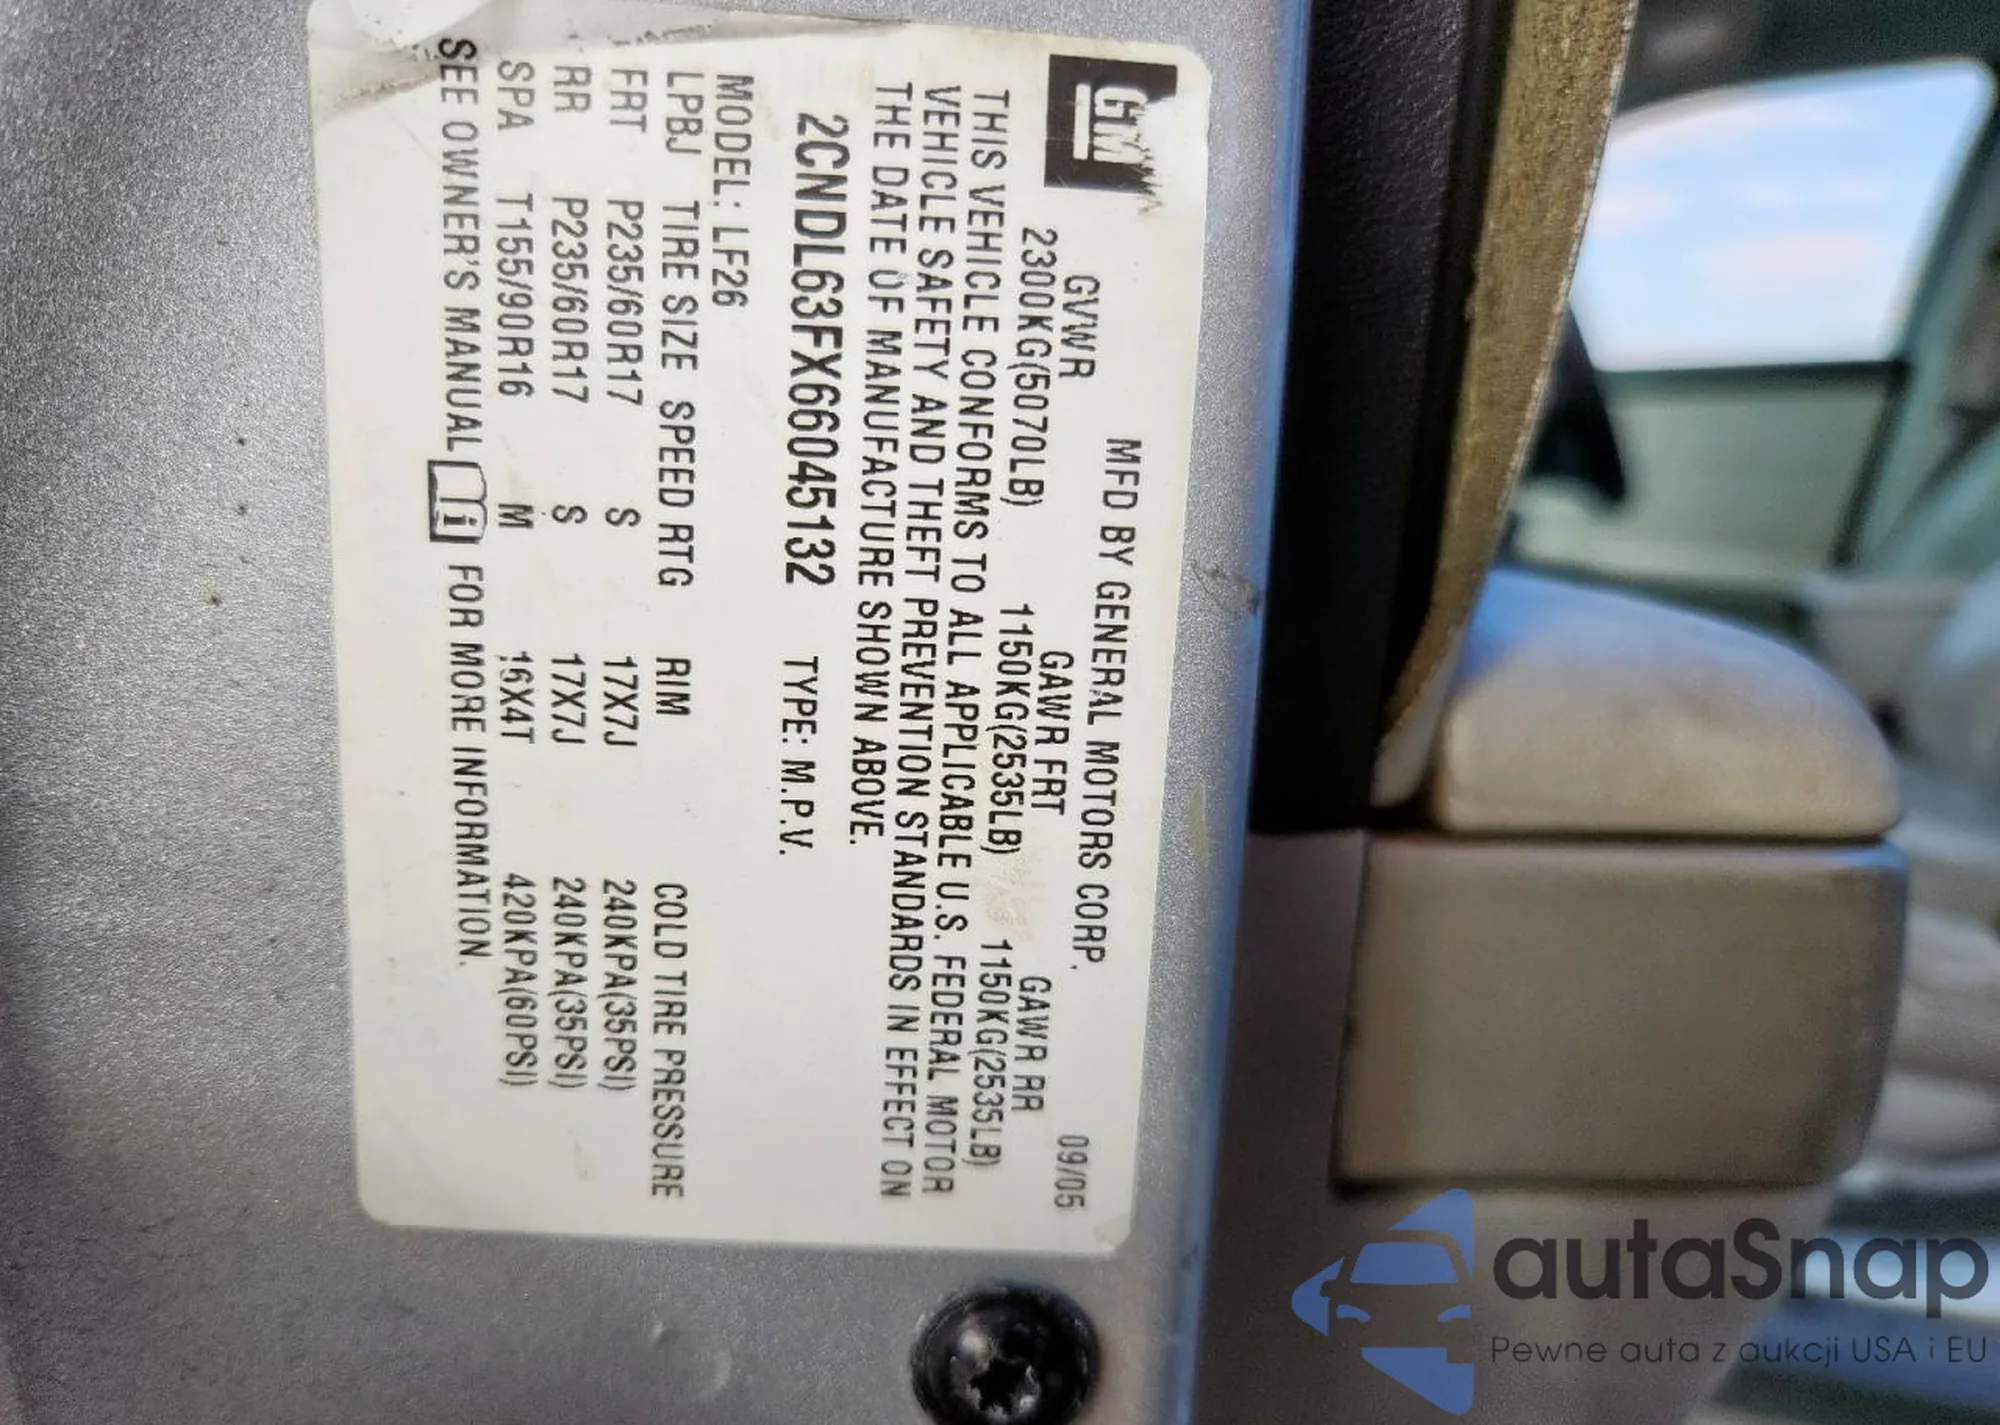 GM
MFD BY GENERAL MOTORS CORP. 09/05
GVWR GAWR FRT GAWR RR
2300KG(5070LB) 1150KG(2535LB) 1150KG(2535LB)
THIS VEHICLE CONFORMS TO ALL APPLICABLE U.S. FEDERAL MOTOR
VEHICLE SAFETY AND THEFT PREVENTION STANDARDS IN EFFECT ON
THE DATE OF MANUFACTURE SHOWN ABOVE.
2CNDL63FX66045132 TYPE: M.P.V.
MODEL: LF26
LPBJ TIRE SIZE SPEED RTG RIM COLD TIRE PRESSURE
FRT P235/60R17 S 17X7J 240KPA(35PSI)
RR P235/60R17 S 17X7J 240KPA(35PSI)
SPA T155/90R16 M 16X4T 420KPA(60PSI)
SEE OWNER'S MANUAL i FOR MORE INFORMATION.
autaSnap
Pewne auta z aukcji USA i EU